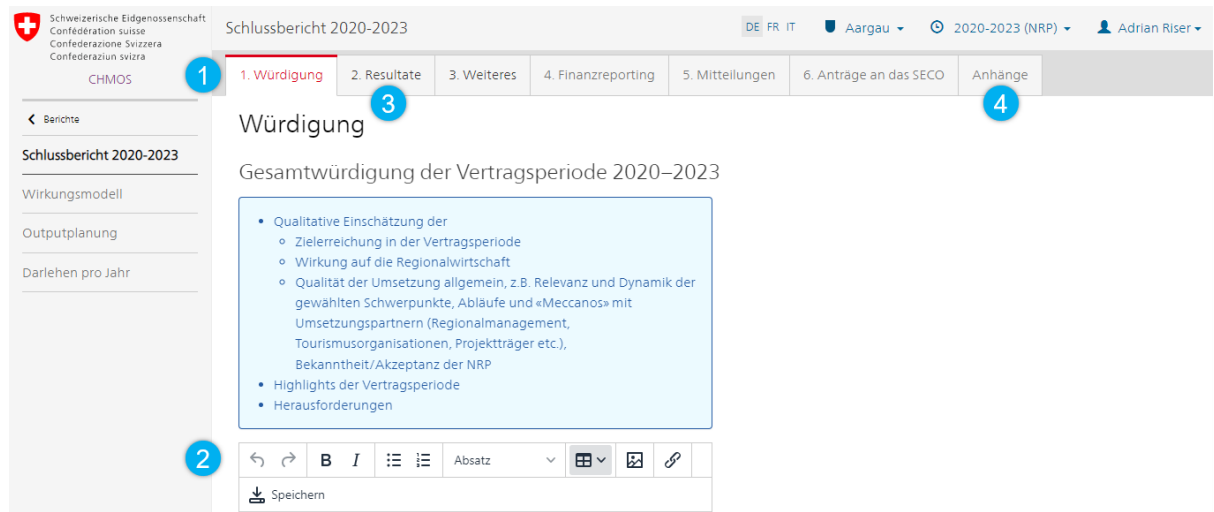 Schweizerische Eidgenossenschaft
Confédération suisse
Confederazione Svizzera
Confederaziun svizra
CHMOS
Schlussbericht 2020-2023
DE FR IT
Aargau
2020-2023 (NRP)
Adrian Riser
1
1. Würdigung
2. Resultate
3. Weiteres
4. Finanzreporting
5. Mitteilungen
6. Anträge an das SECO
Anhänge
3
4
Berichte
Schlussbericht 2020-2023
Wirkungsmodell
Outputplanung
Darlehen pro Jahr
Würdigung
Gesamtwürdigung der Vertragsperiode 2020–2023
• Qualitative Einschätzung der
◦ Zielerreichung in der Vertragsperiode
◦ Wirkung auf die Regionalwirtschaft
◦ Qualität der Umsetzung allgemein, z.B. Relevanz und Dynamik der
gewählten Schwerpunkte, Abläufe und «Meccanos» mit
Umsetzungspartnern (Regionalmanagement,
Tourismusorganisationen, Projektträger etc.),
Bekanntheit/Akzeptanz der NRP
• Highlights der Vertragsperiode
• Herausforderungen
2
B I Absatz
Speichern